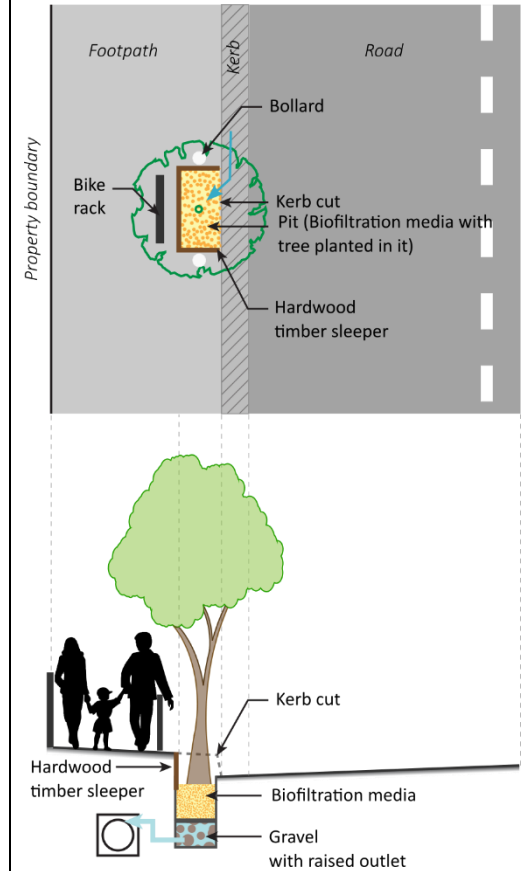 Footpath
Kerb
Road
Property boundary
Bollard
Bike
rack
Kerb cut
Pit (Biofiltration media with
tree planted in it)
Hardwood
timber sleeper
Kerb cut
Hardwood
timber sleeper
Biofiltration media
Gravel
with raised outlet